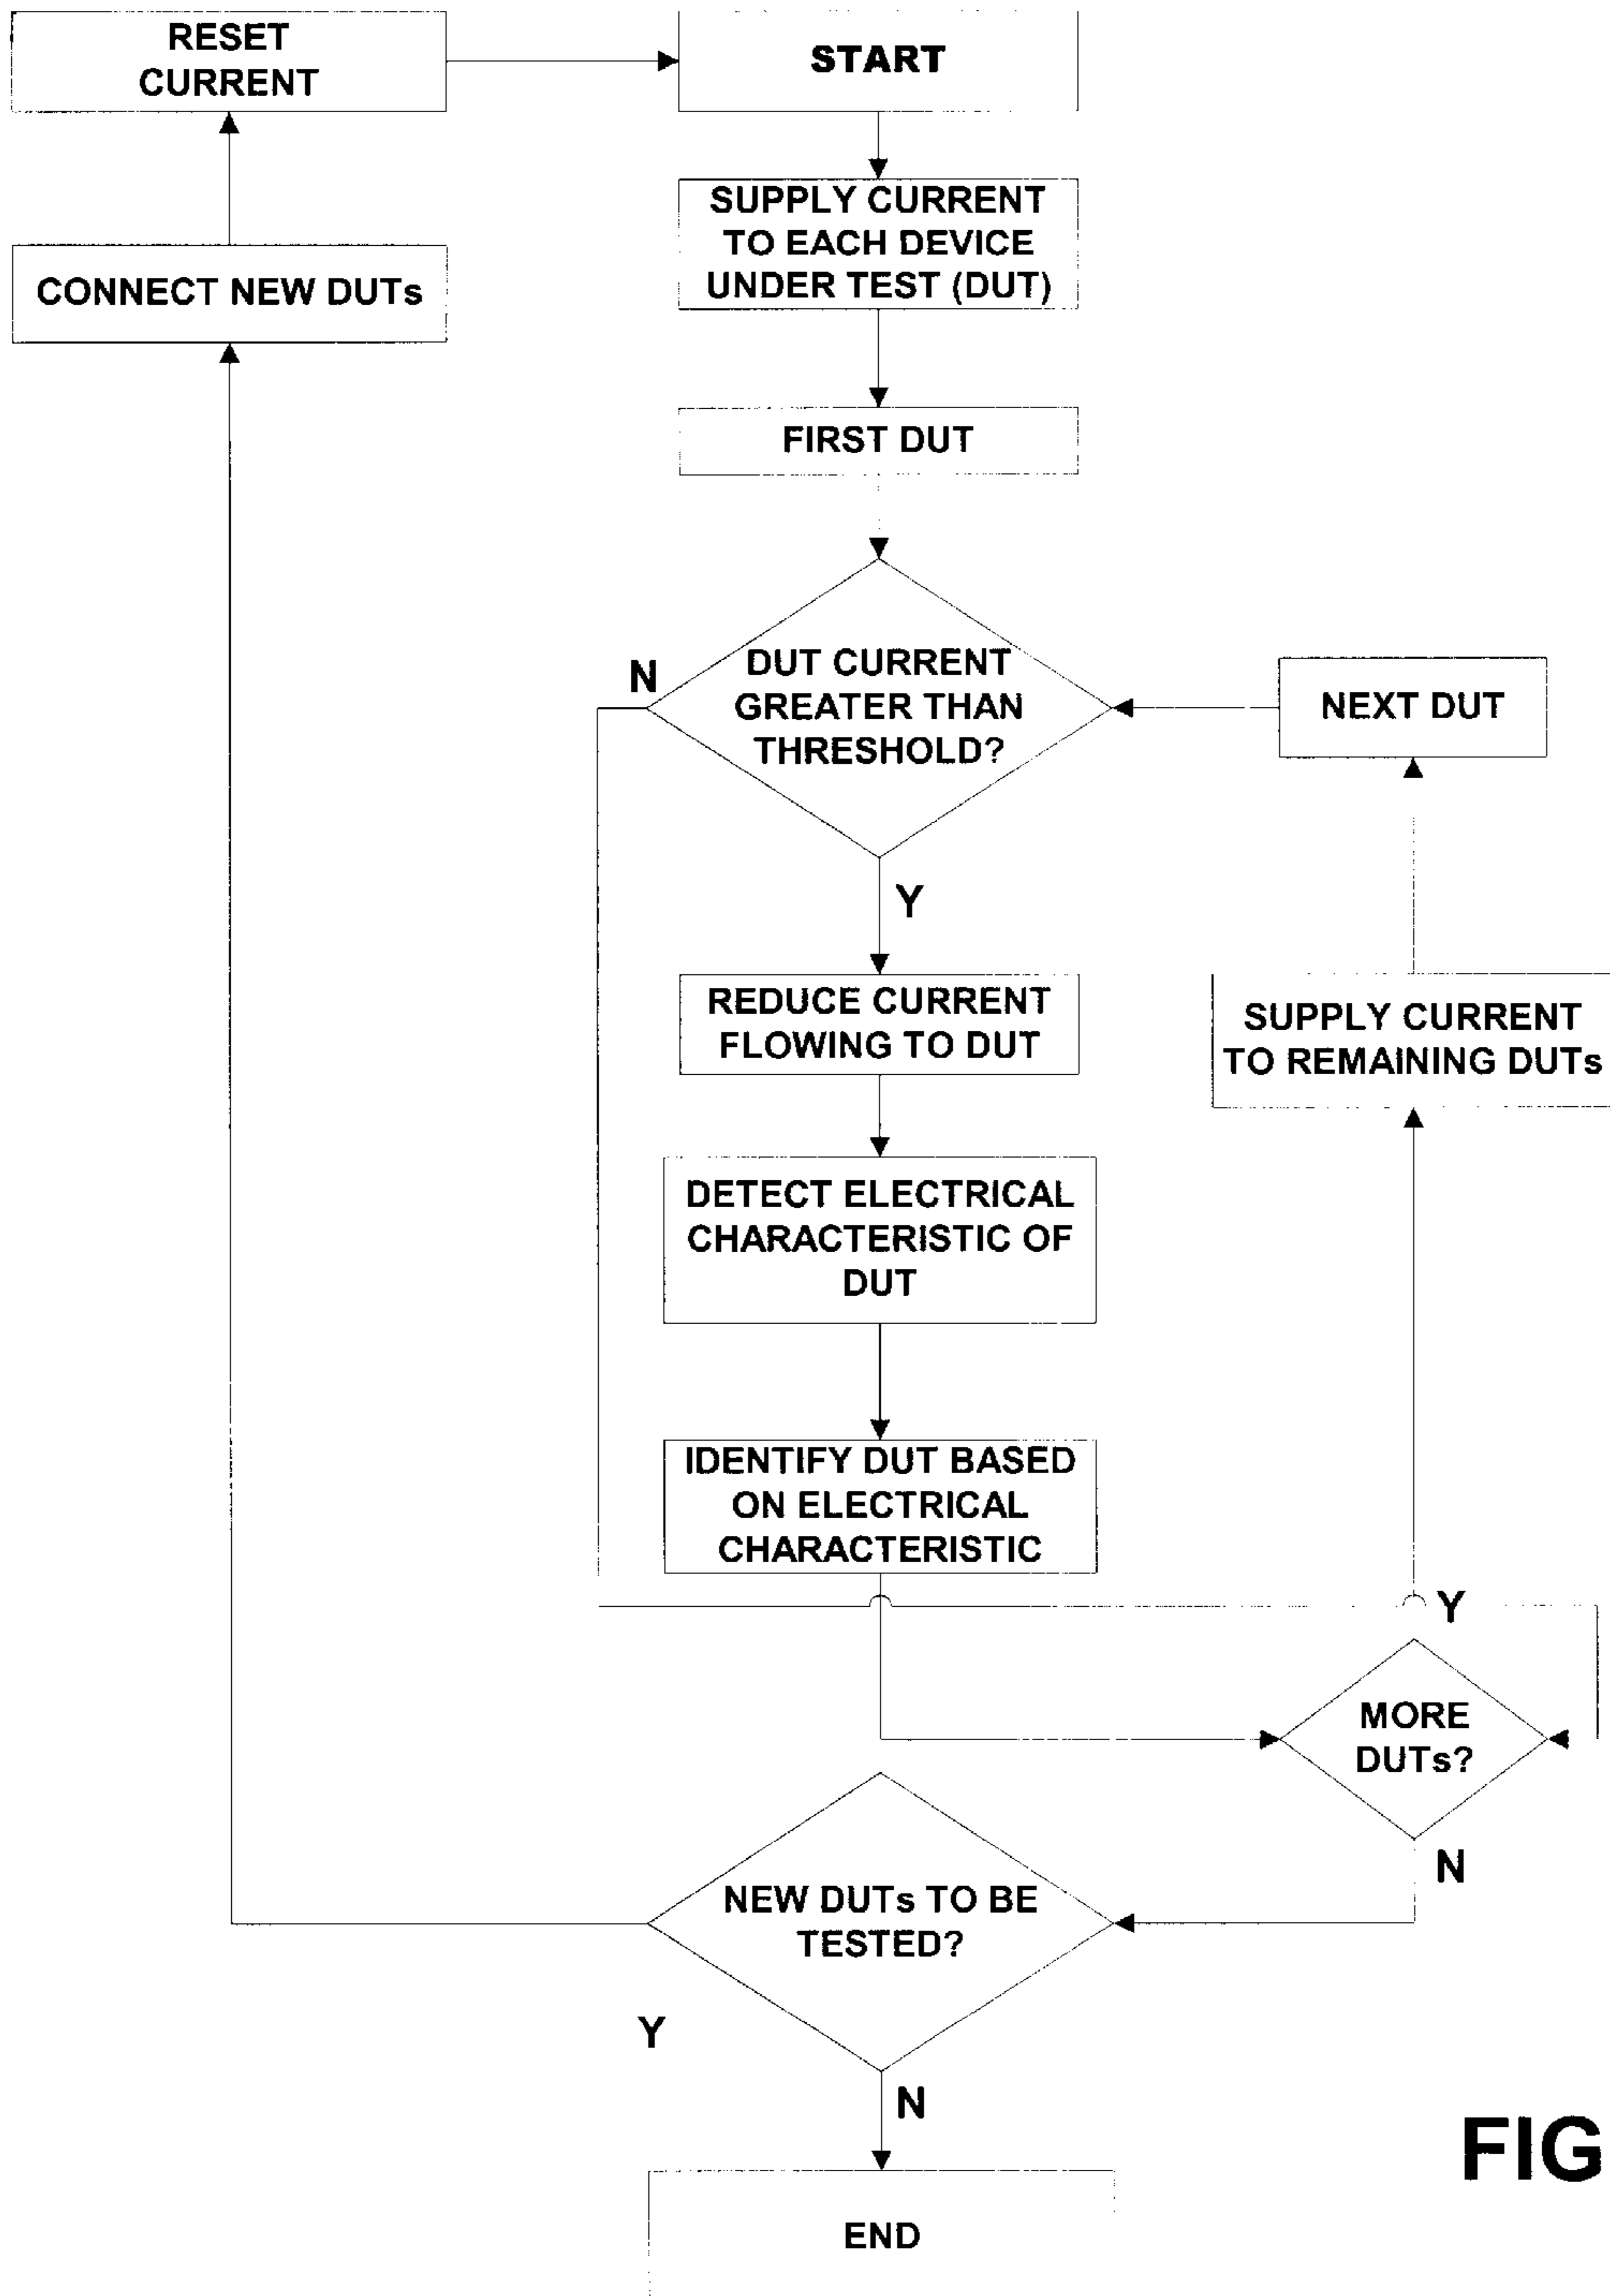 RESET
CURRENT
START
SUPPLY CURRENT
TO EACH DEVICE
UNDER TEST (DUT)
CONNECT NEW DUTs
FIRST DUT
N
DUT CURRENT
GREATER THAN
THRESHOLD?
NEXT DUT
Y
REDUCE CURRENT
FLOWING TO DUT
SUPPLY CURRENT
TO REMAINING DUTs
DETECT ELECTRICAL
CHARACTERISTIC OF
DUT
IDENTIFY DUT BASED
ON ELECTRICAL
CHARACTERISTIC
Y
MORE
DUTs?
N
NEW DUTs TO BE
TESTED?
Y
N
FIG
END